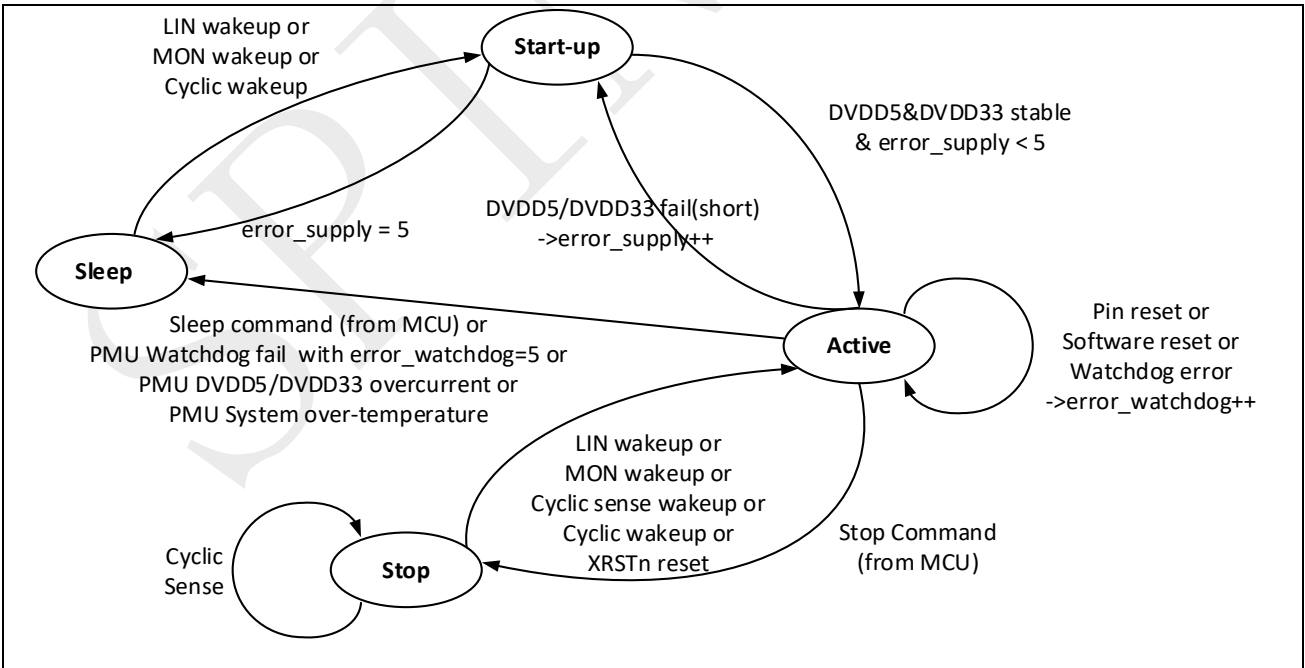 LIN wakeup or
MON wakeup or
Cyclic wakeup
Start-up
DVDD5&DVDD33 stable
& error_supply < 5
DVDD5/DVDD33 fail(short)
->error_supply++
error_supply = 5
Sleep
Sleep command (from MCU) or
PMU Watchdog fail with error_watchdog=5 or
PMU DVDD5/DVDD33 overcurrent or
PMU System over-temperature
Active
Pin reset or
Software reset or
Watchdog error
->error_watchdog++
LIN wakeup or
MON wakeup or
Cyclic sense wakeup or
Cyclic wakeup or
XRSTn reset
Stop Command
(from MCU)
Cyclic
Sense
Stop